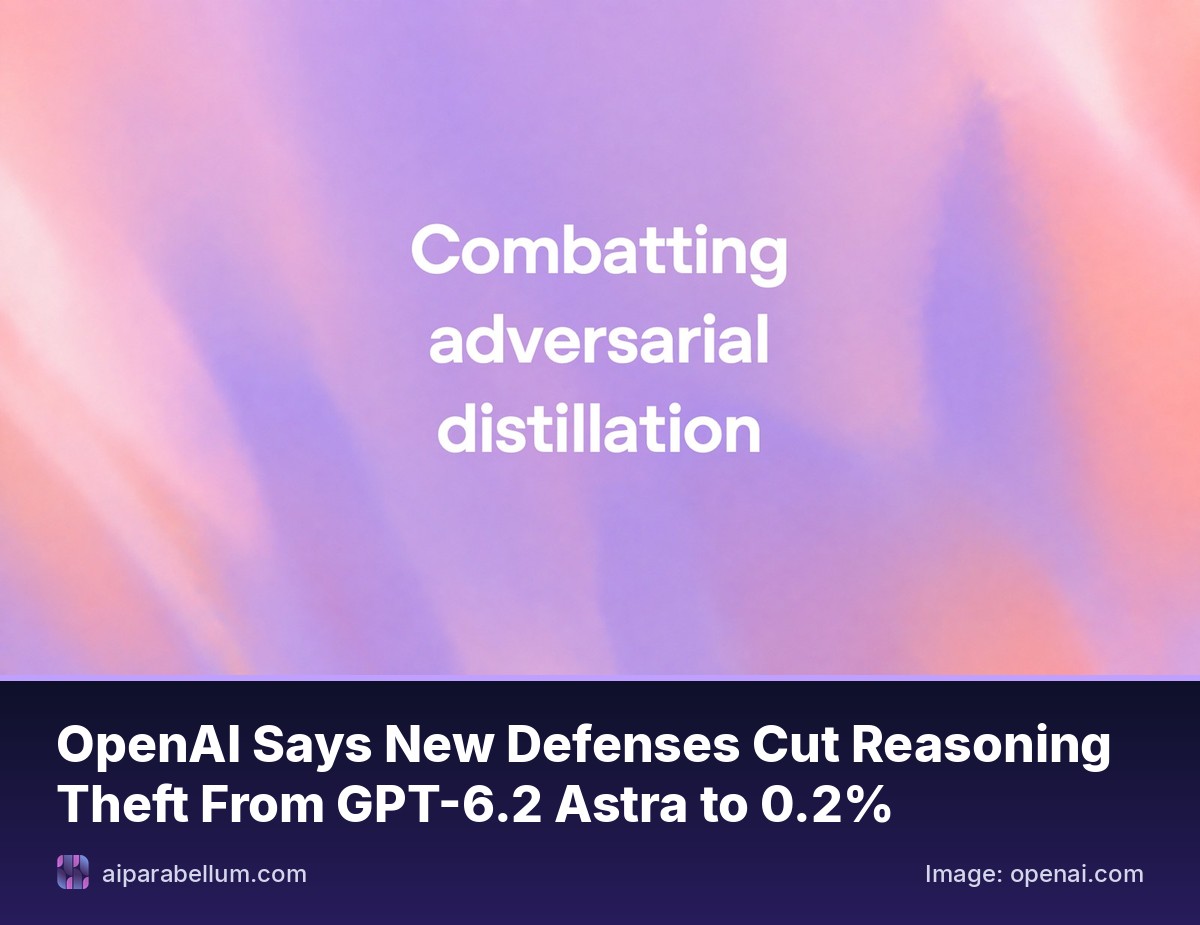 Combatting
adversarial
distillation
OpenAI Says New Defenses Cut Reasoning
Theft From GPT-6.2 Astra to 0.2%
aiparabellum.com
Image: openai.com